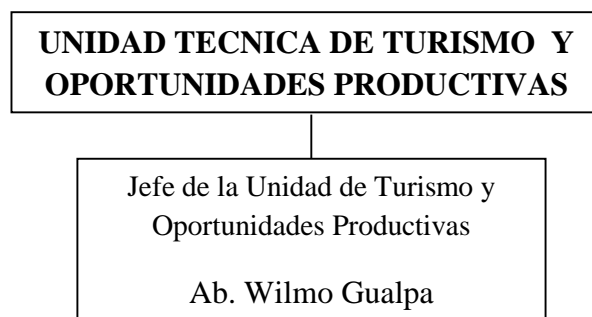 UNIDAD TECNICA DE TURISMO Y
OPORTUNIDADES PRODUCTIVAS
Jefe de la Unidad de Turismo y
Oportunidades Productivas
Ab. Wilmo Gualpa